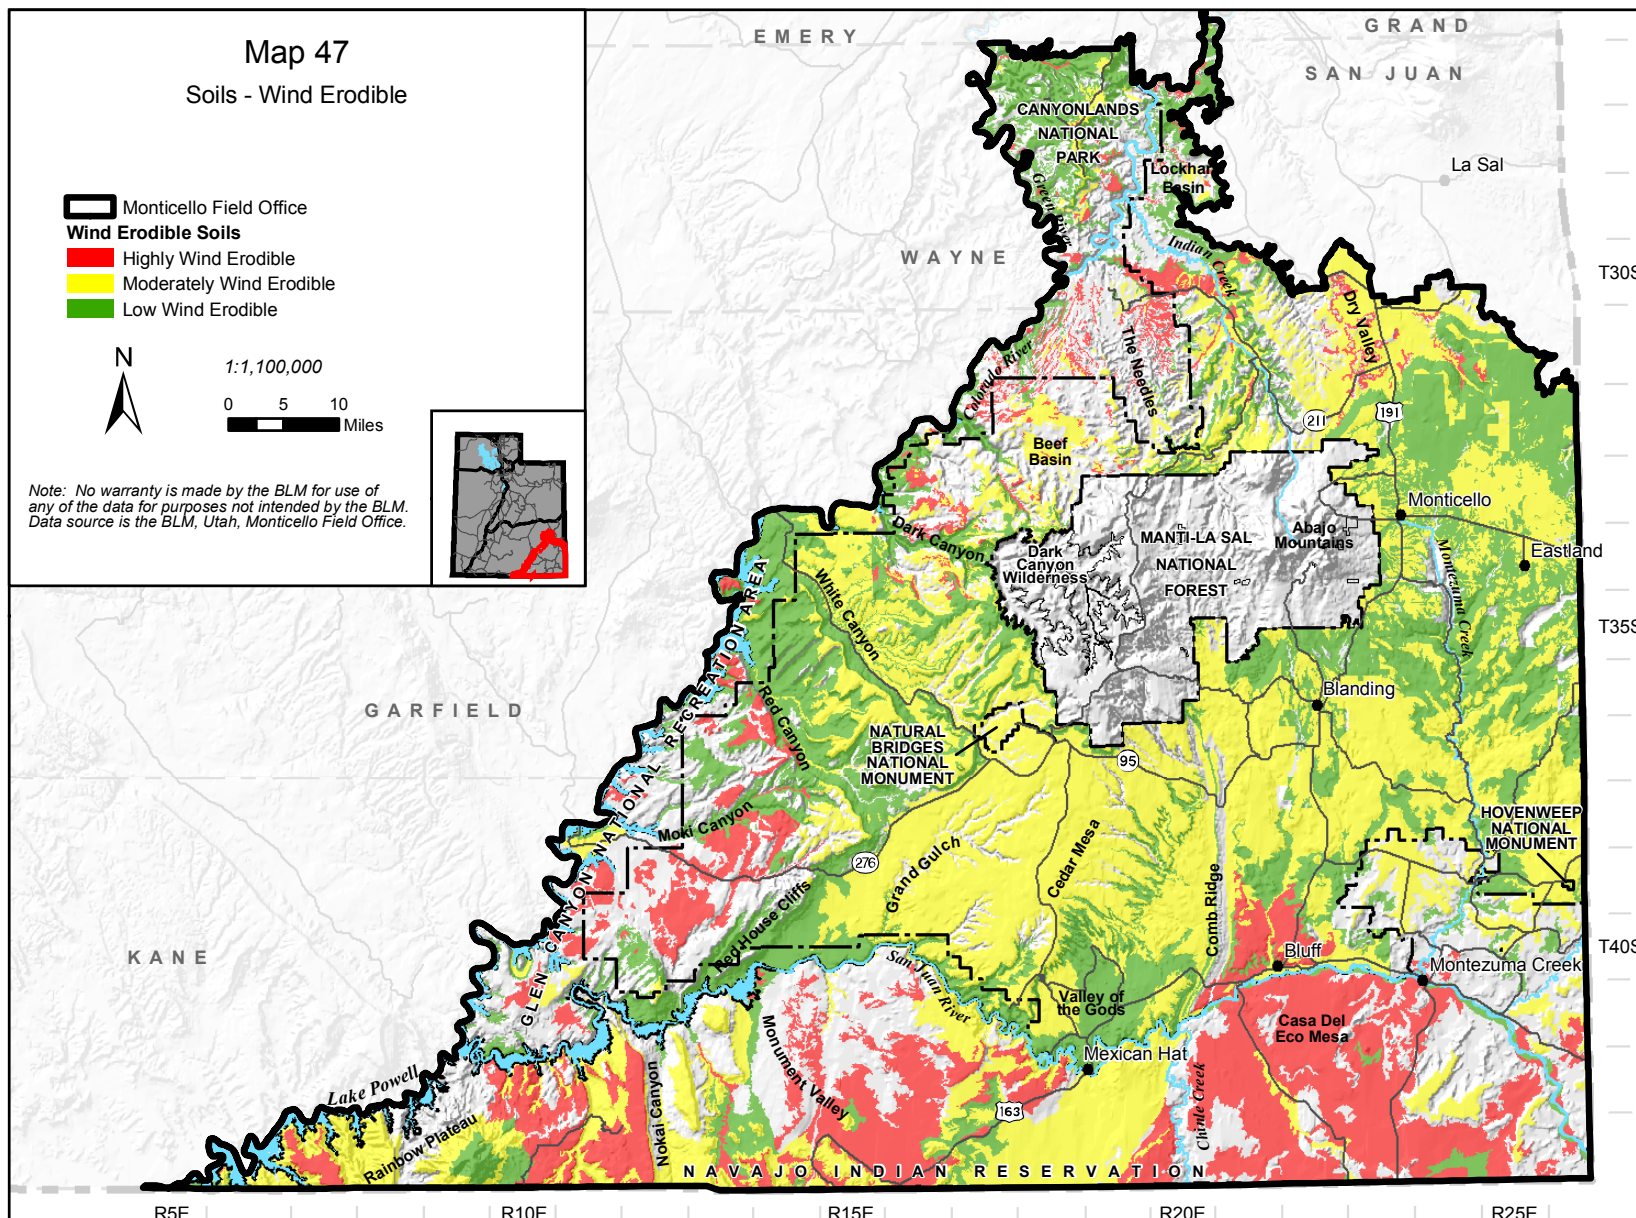 Map 47
Soils - Wind Erodible
Monticello Field Office
Wind Erodible Soils
Highly Wind Erodible
Moderately Wind Erodible
Low Wind Erodible
N
1:1,100,000
0 5 10
Miles
Note: No warranty is made by the BLM for use of
any of the data for purposes not intended by the BLM.
Data source is the BLM, Utah, Monticello Field Office.
EMERY
GRAND
SAN JUAN
La Sal
CANYONLANDS
NATIONAL
PARK
Lockhar
Basin
Green River
WAYNE
Indian Creek
T30S
Dry Valley
The Needles
Colorado River
191
211
Beef
Basin
Monticello
Dark Canyon
Dark
Canyon
Wilderness
MANTI-LA SAL
NATIONAL
FOREST
Abajo
Mountains
Eastland
Montezuma Creek
White Canyon
T35S
GLEN CANYON NATIONAL RECREATION AREA
Blanding
GARFIELD
Red Canyon
NATURAL
BRIDGES
NATIONAL
MONUMENT
95
Moki Canyon
HOVENWEEP
NATIONAL
MONUMENT
276
Grand Gulch
Cedar Mesa
Comb Ridge
Red House Cliffs
KANE
Bluff
T40S
Montezuma Creek
San Juan River
Valley of
the Gods
Casa Del
Eco Mesa
Monument Valley
Mexican Hat
Lake Powell
Nokai Canyon
Chinle Creek
163
Rainbow Plateau
NAVAJO INDIAN RESERVATION
R5E R10E R15E R20E R25E